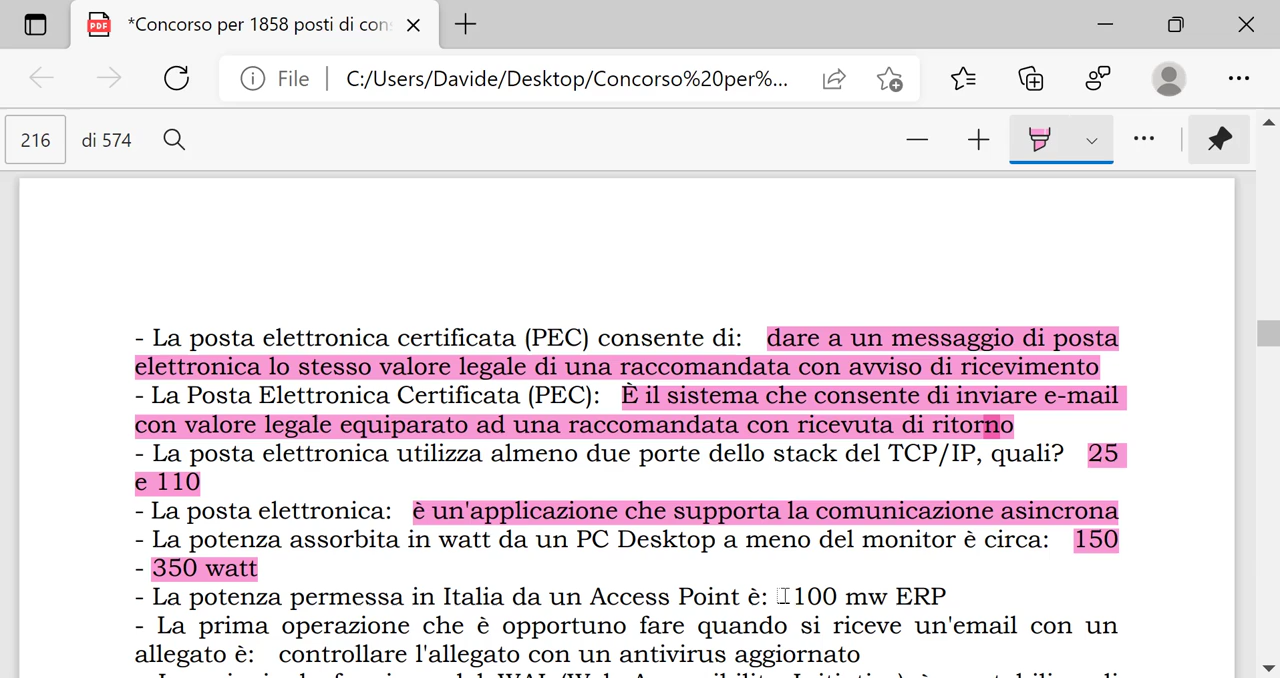 *Concorso per 1858 posti di con
File | C:/Users/Davide/Desktop/Concorso%20per%...
216 di 574
- La posta elettronica certificata (PEC) consente di: dare a un messaggio di posta
elettronica lo stesso valore legale di una raccomandata con avviso di ricevimento
- La Posta Elettronica Certificata (PEC): È il sistema che consente di inviare e-mail
con valore legale equiparato ad una raccomandata con ricevuta di ritorno
- La posta elettronica utilizza almeno due porte dello stack del TCP/IP, quali? 25
e 110
- La posta elettronica: è un'applicazione che supporta la comunicazione asincrona
- La potenza assorbita in watt da un PC Desktop a meno del monitor è circa: 150
- 350 watt
- La potenza permessa in Italia da un Access Point è: 100 mw ERP
- La prima operazione che è opportuno fare quando si riceve un'email con un
allegato è: controllare l'allegato con un antivirus aggiornato